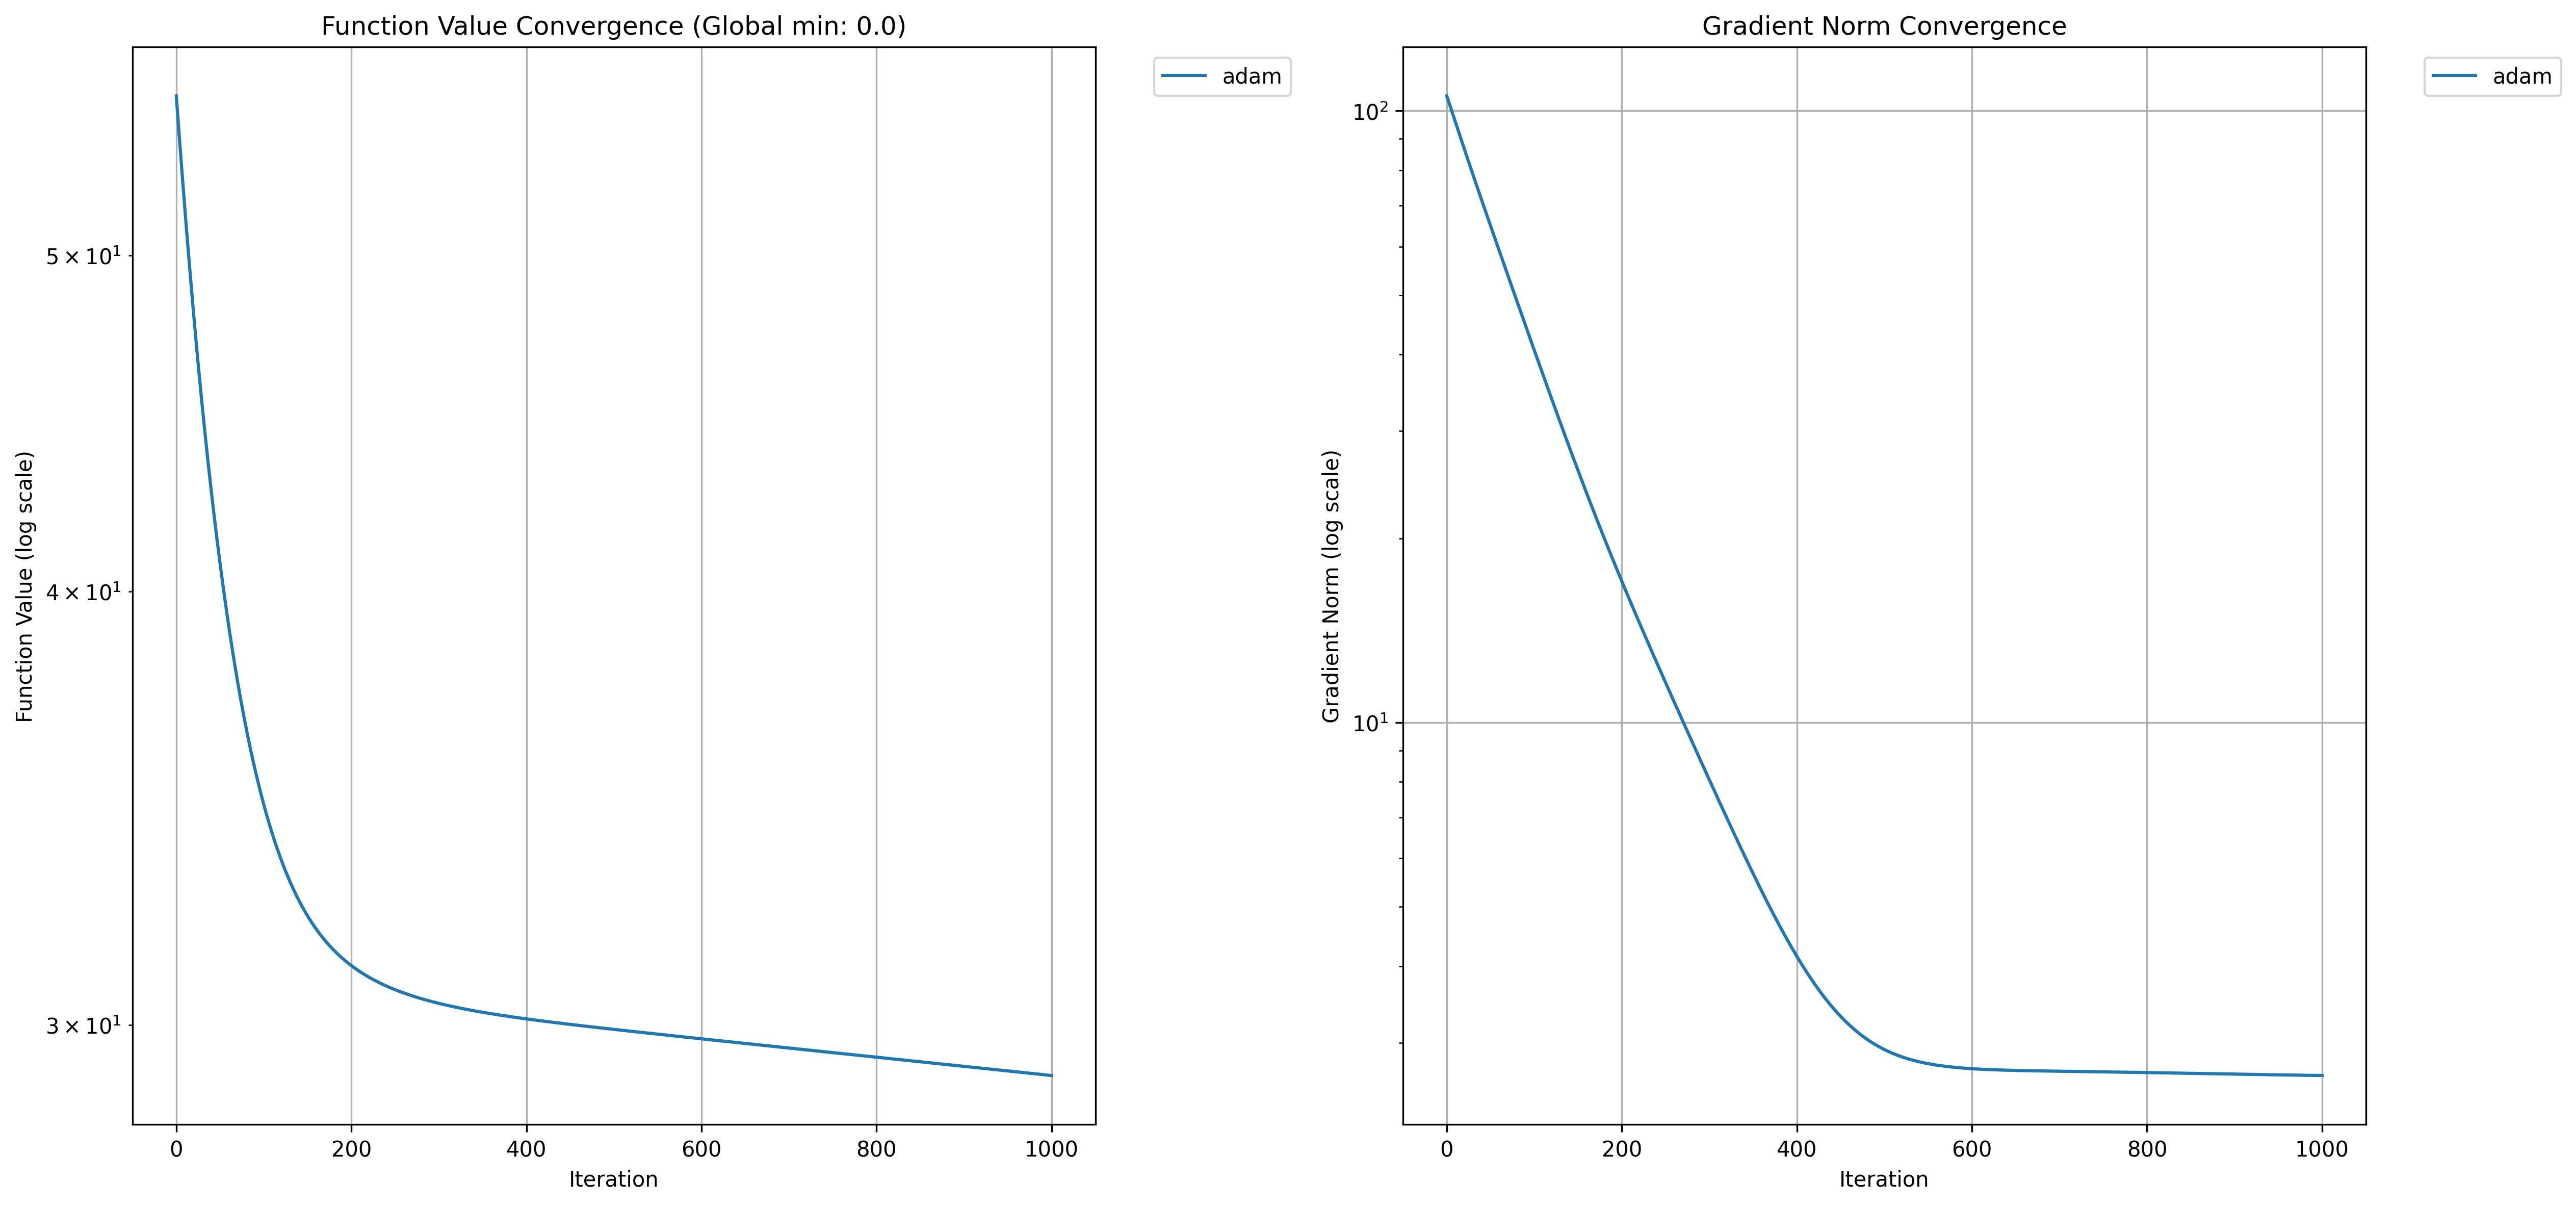 Function Value Convergence (Global min: 0.0)
adam
5 × 10¹
4 × 10¹
3 × 10¹
Function Value (log scale)
0 200 400 600 800 1000
Iteration
Gradient Norm Convergence
adam
10²
10¹
Gradient Norm (log scale)
0 200 400 600 800 1000
Iteration